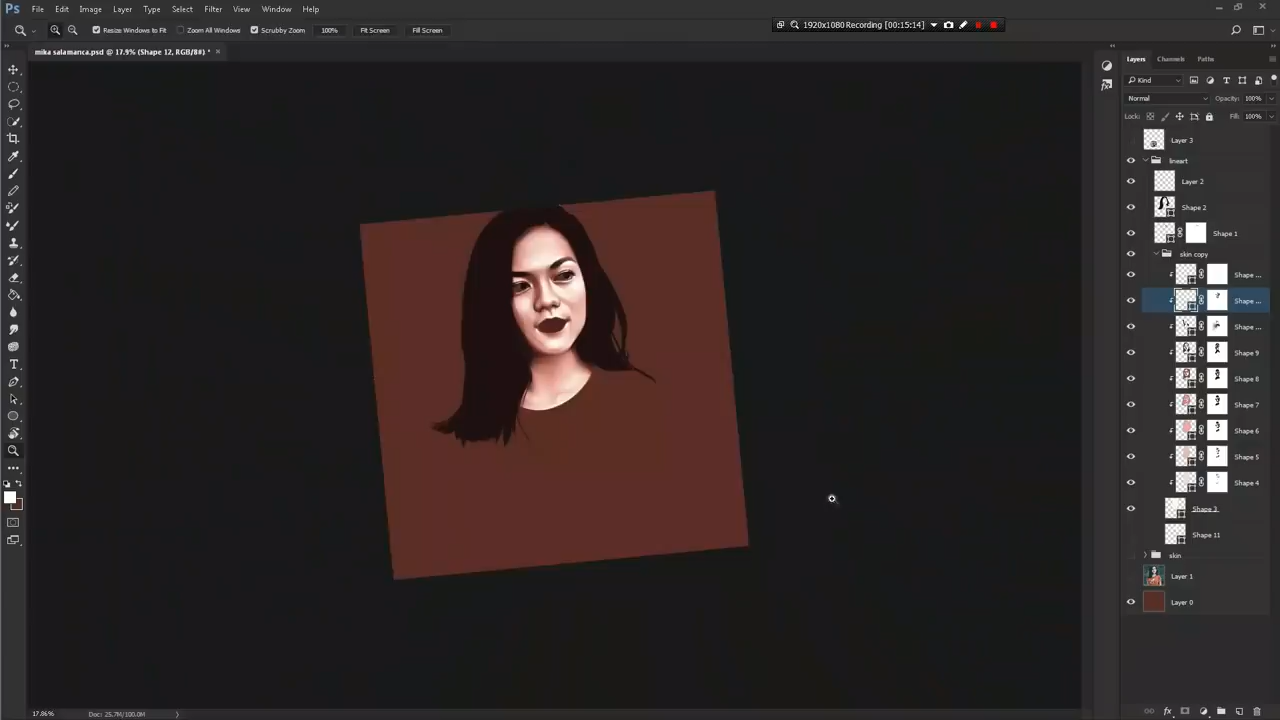 Ps File Edit Image Layer Type Select Filter View Window Help
1920x1080 Recording [00:15:14]
Resize Windows to Fit Zoom All Windows Scrubby Zoom 100% Fit Screen Fill Screen
mika salamanca.psd @ 17.9% (Shape 12, RGB/8#) * ×
Layers Channels Paths
Kind
Normal Opacity: 100%
Lock: Fill: 100%
Layer 3
lineart
Layer 2
Shape 2
Shape 1
skin copy
Shape ...
Shape ...
Shape ...
Shape 9
Shape 8
Shape 7
Shape 6
Shape 5
Shape 4
Shape 3
Shape 11
skin
Layer 1
Layer 0
17.86% Doc: 25.7M/100.0M